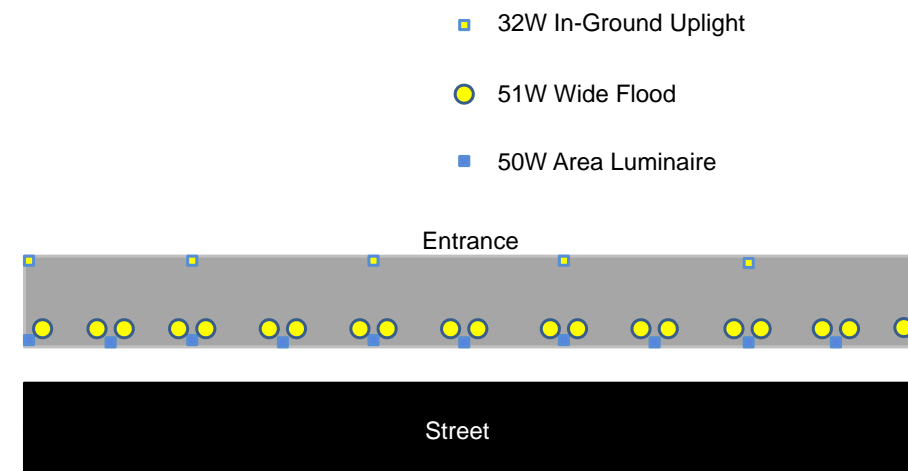 32W In-Ground Uplight
51W Wide Flood
50W Area Luminaire
Entrance
Street